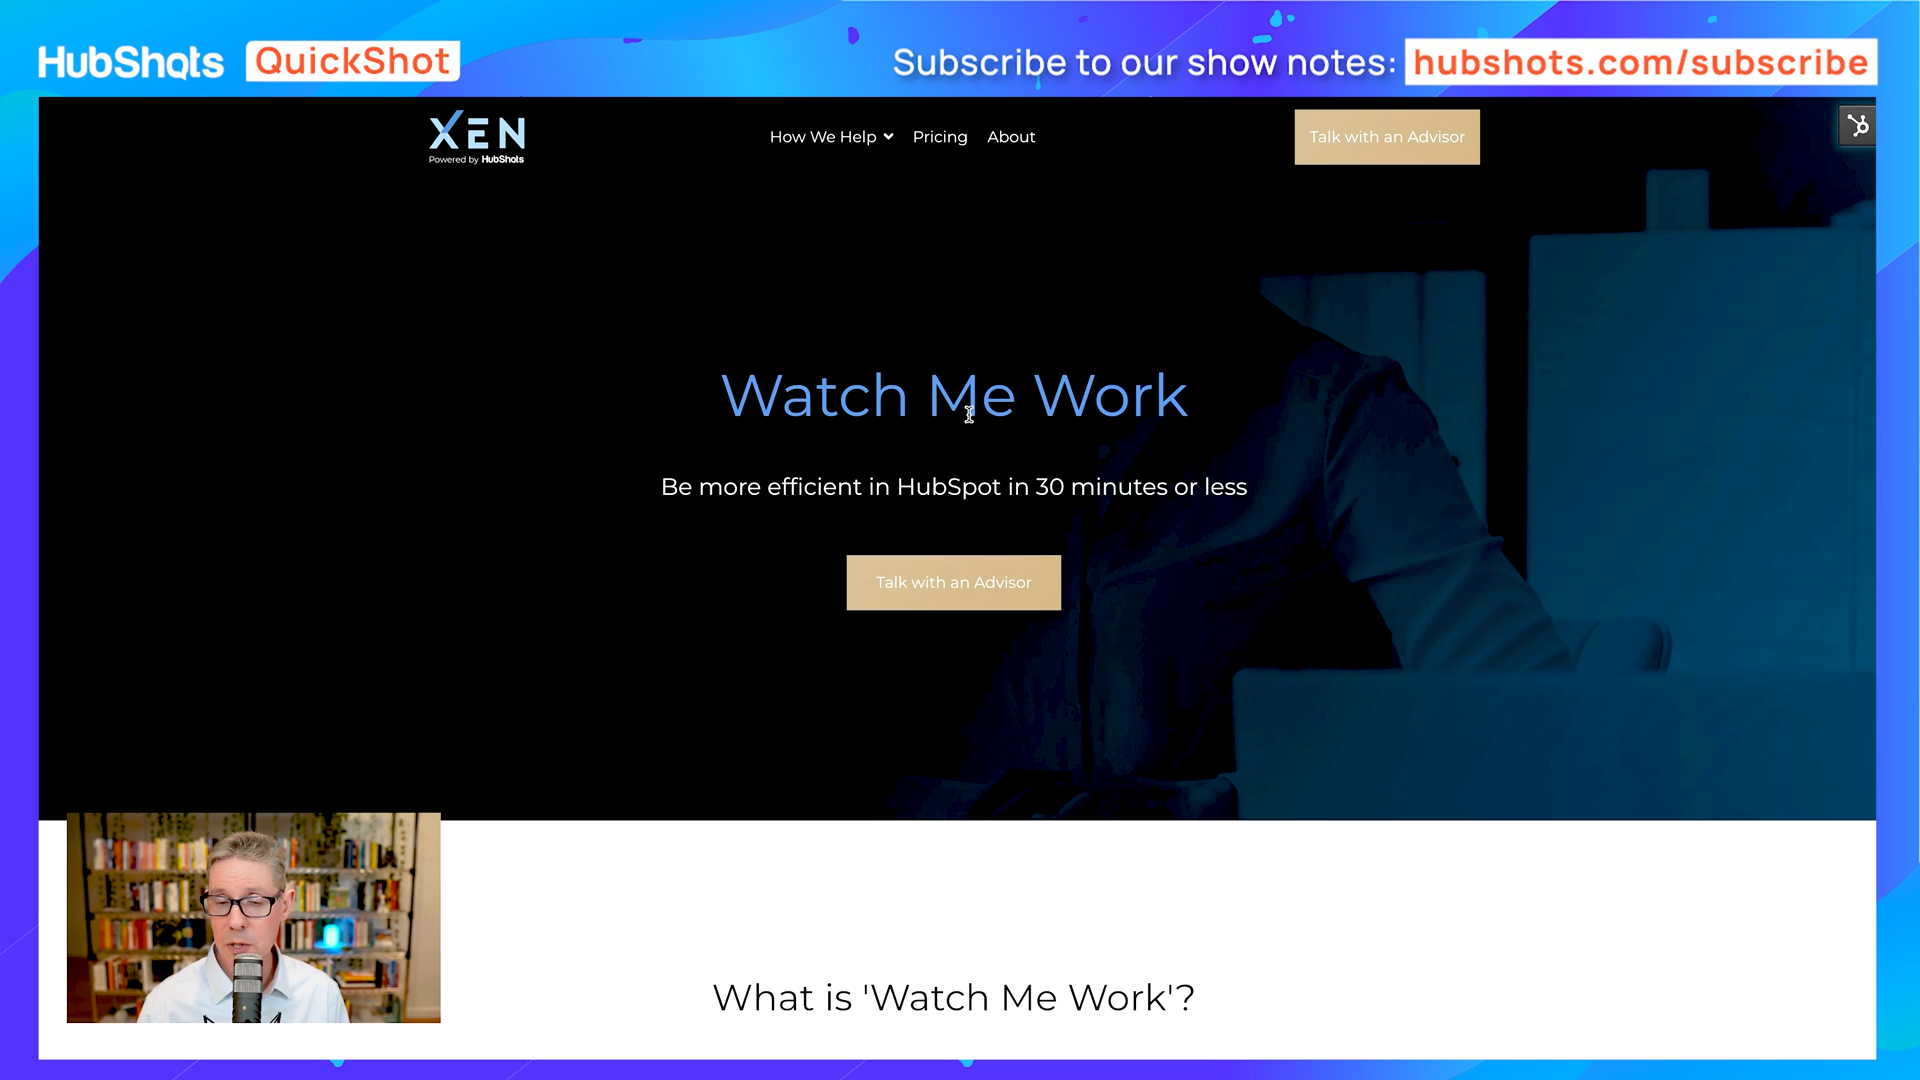 HubShots QuickShot
Subscribe to our show notes: hubshots.com/subscribe
XEN
Powered by HubShots
How We Help
Pricing
About
Talk with an Advisor
Watch Me Work
Be more efficient in HubSpot in 30 minutes or less
Talk with an Advisor
What is 'Watch Me Work'?